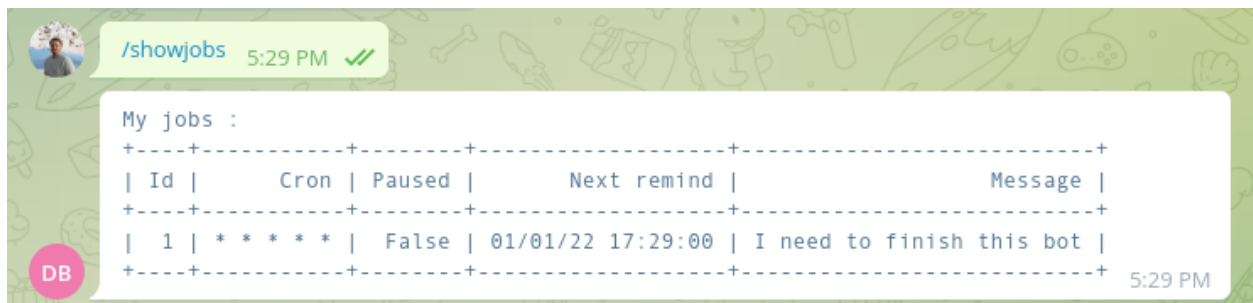 /showjobs 5:29 PM
My jobs :
+----+-----------+--------+-------------------+---------------------------+
| Id |      Cron | Paused |       Next remind |                   Message |
+----+-----------+--------+-------------------+---------------------------+
|  1 | * * * * * |  False | 01/01/22 17:29:00 | I need to finish this bot |
+----+-----------+--------+-------------------+---------------------------+
DB
5:29 PM